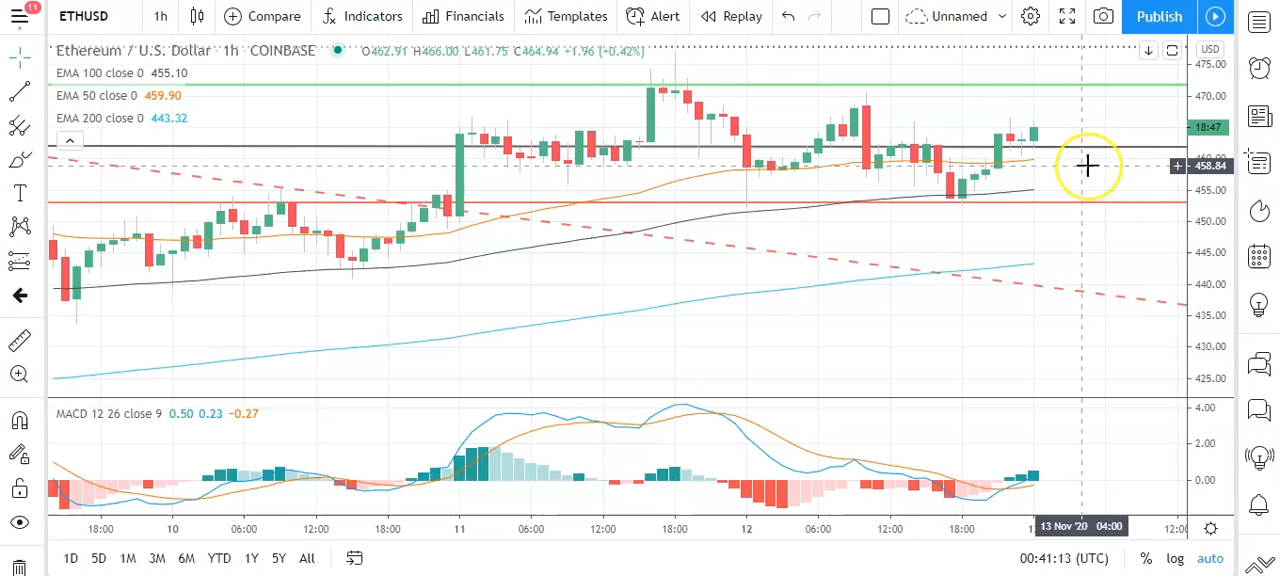 11
ETHUSD 1h Compare Indicators Financials Templates Alert Replay Unnamed Publish
Ethereum / U.S. Dollar · 1h · COINBASE O462.91 H466.00 L461.75 C464.94 +1.96 (+0.42%) USD
475.00
EMA 100 close 0 455.10
EMA 50 close 0 459.90
470.00
EMA 200 close 0 443.32
18:47
458.84
455.00
450.00
445.00
440.00
435.00
430.00
425.00
MACD 12 26 close 9 0.50 0.23 −0.27
4.00
2.00
0.00
18:00 10 06:00 12:00 18:00 11 06:00 12:00 18:00 12 06:00 12:00 18:00 13 Nov '20 04:00
1D 5D 1M 3M 6M YTD 1Y 5Y All 00:41:13 (UTC) % log auto